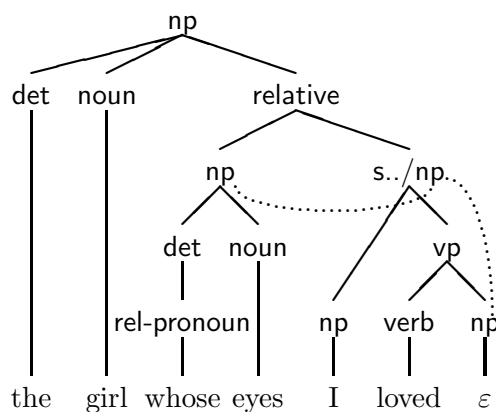 np
det noun relative
np s../np
det noun vp
rel-pronoun np verb np
the girl whose eyes I loved ε